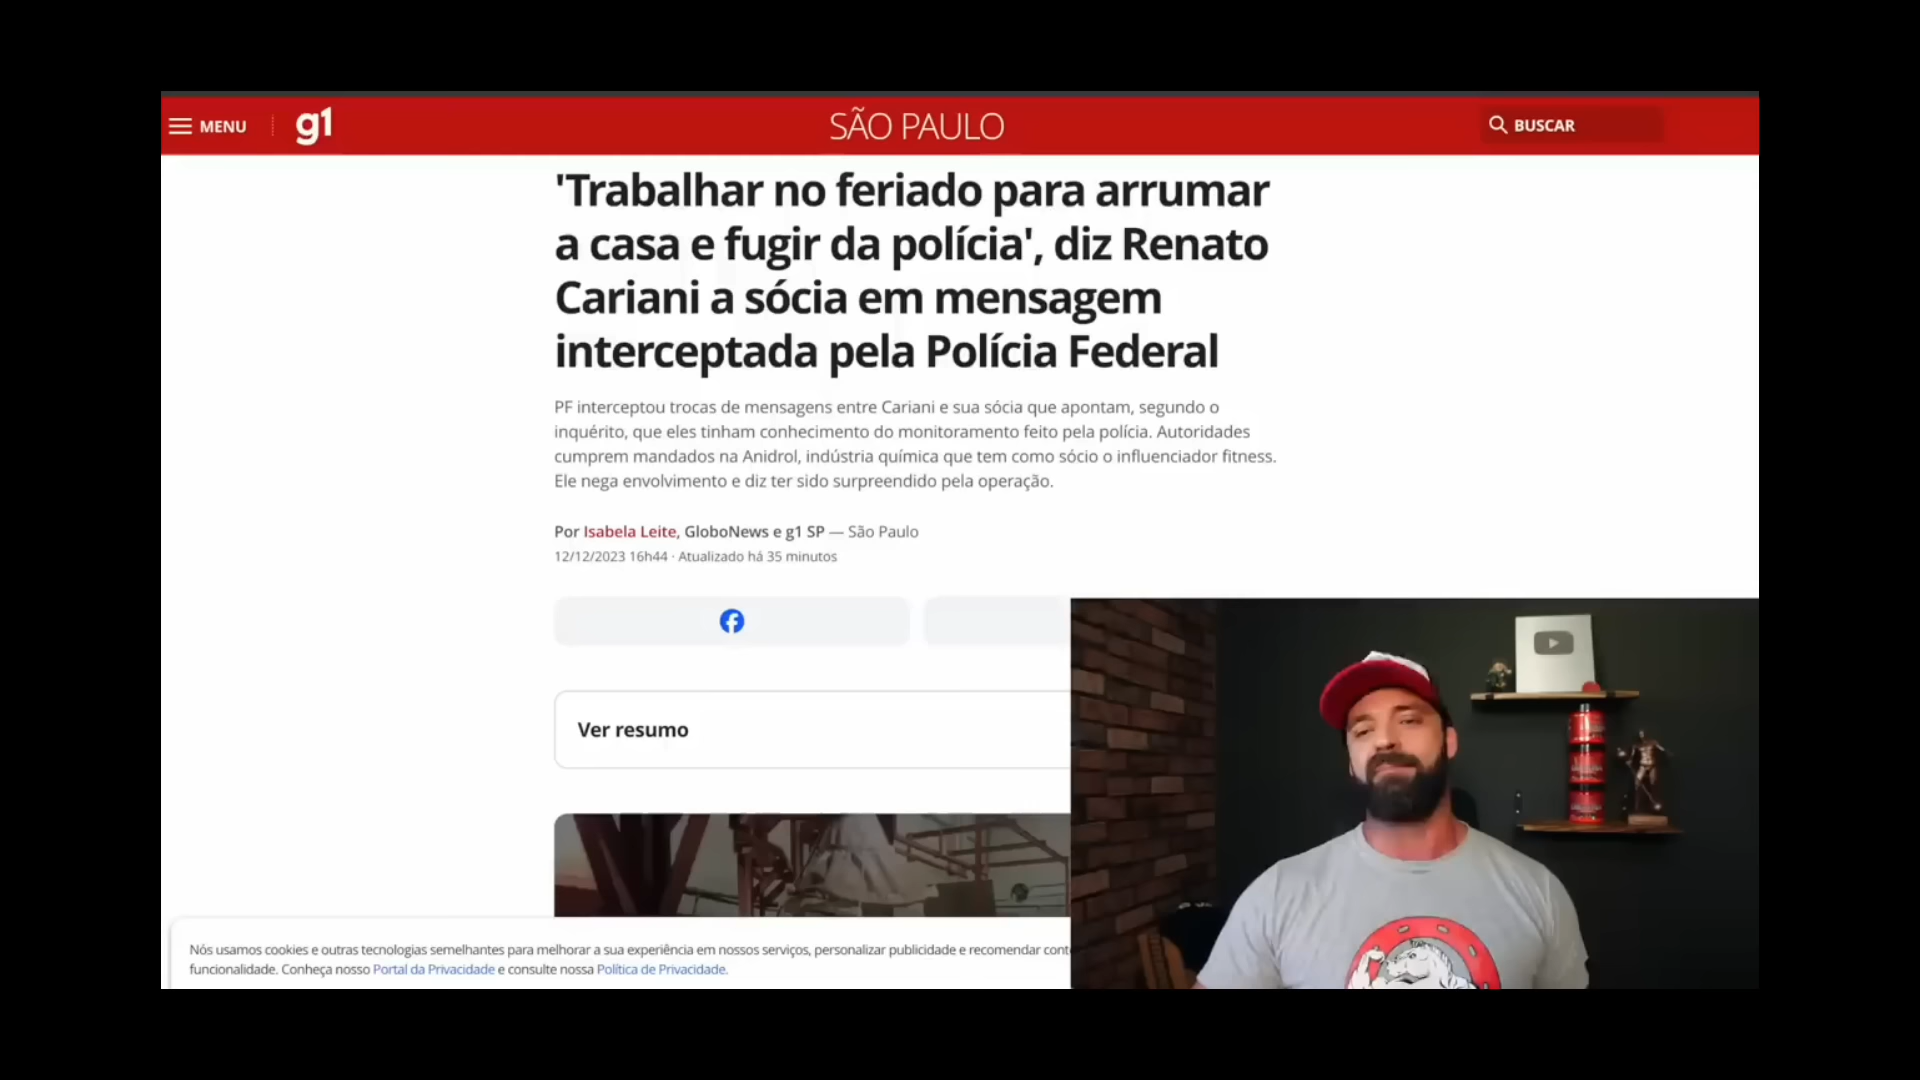 MENU
g1
SÃO PAULO
BUSCAR
'Trabalhar no feriado para arrumar
a casa e fugir da polícia', diz Renato
Cariani a sócia em mensagem
interceptada pela Polícia Federal
PF interceptou trocas de mensagens entre Cariani e sua sócia que apontam, segundo o
inquérito, que eles tinham conhecimento do monitoramento feito pela polícia. Autoridades
cumprem mandados na Anidrol, indústria química que tem como sócio o influenciador fitness.
Ele nega envolvimento e diz ter sido surpreendido pela operação.
Por Isabela Leite, GloboNews e g1 SP — São Paulo
12/12/2023 16h44 · Atualizado há 35 minutos
Ver resumo
Nós usamos cookies e outras tecnologias semelhantes para melhorar a sua experiência em nossos serviços, personalizar publicidade e recomendar
funcionalidade. Conheça nosso Portal da Privacidade e consulte nossa Política de Privacidade.